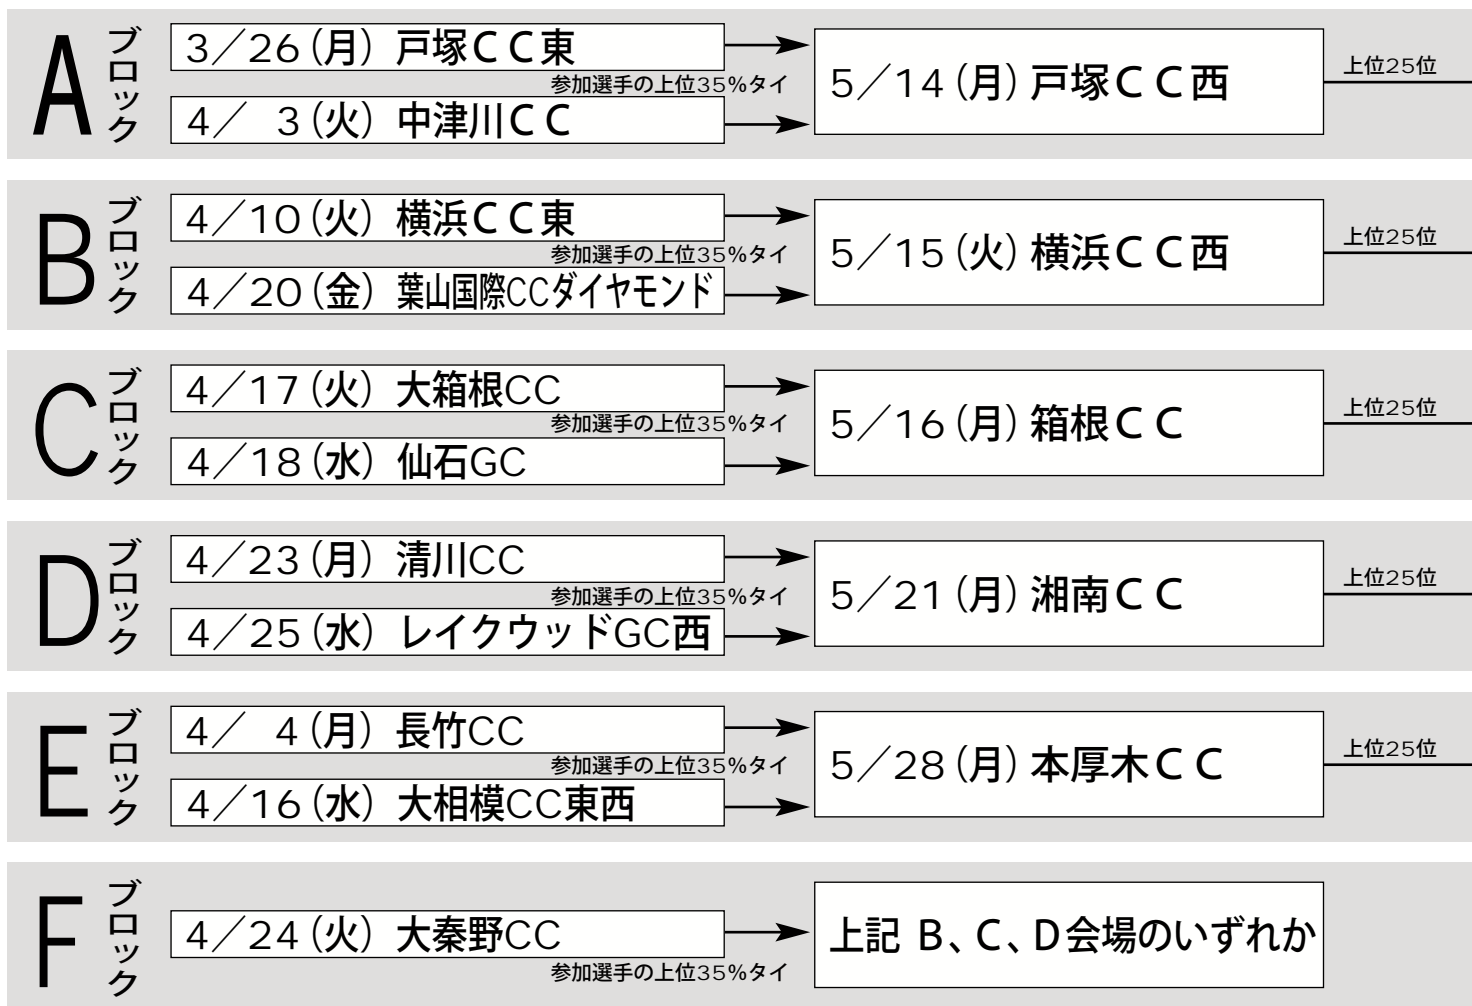 Aブロック
3／26(月) 戸塚ＣＣ東
参加選手の上位35%タイ
4／ 3(火) 中津川ＣＣ
5／14(月)戸塚ＣＣ西
上位25位
Bブロック
4／10(火) 横浜ＣＣ東
参加選手の上位35%タイ
4／20(金) 葉山国際CCダイヤモンド
5／15(火)横浜ＣＣ西
上位25位
Cブロック
4／17(火) 大箱根CC
参加選手の上位35%タイ
4／18(水) 仙石GC
5／16(月)箱根ＣＣ
上位25位
Dブロック
4／23(月) 清川CC
参加選手の上位35%タイ
4／25(水) レイクウッドGC西
5／21(月)湘南ＣＣ
上位25位
Eブロック
4／ 4(月) 長竹CC
参加選手の上位35%タイ
4／16(水) 大相模CC東西
5／28(月)本厚木ＣＣ
上位25位
Fブロック
4／24(火) 大秦野CC
参加選手の上位35%タイ
上記 Ｂ、Ｃ、Ｄ会場のいずれか